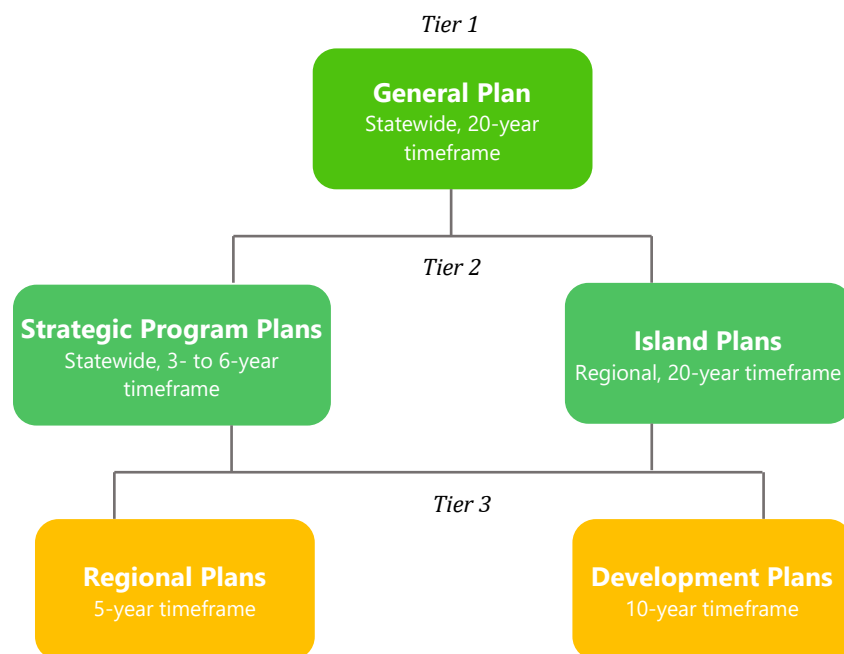 Tier 1
General Plan
Statewide, 20-year
timeframe
Tier 2
Strategic Program Plans
Statewide, 3- to 6-year
timeframe
Island Plans
Regional, 20-year timeframe
Tier 3
Regional Plans
5-year timeframe
Development Plans
10-year timeframe